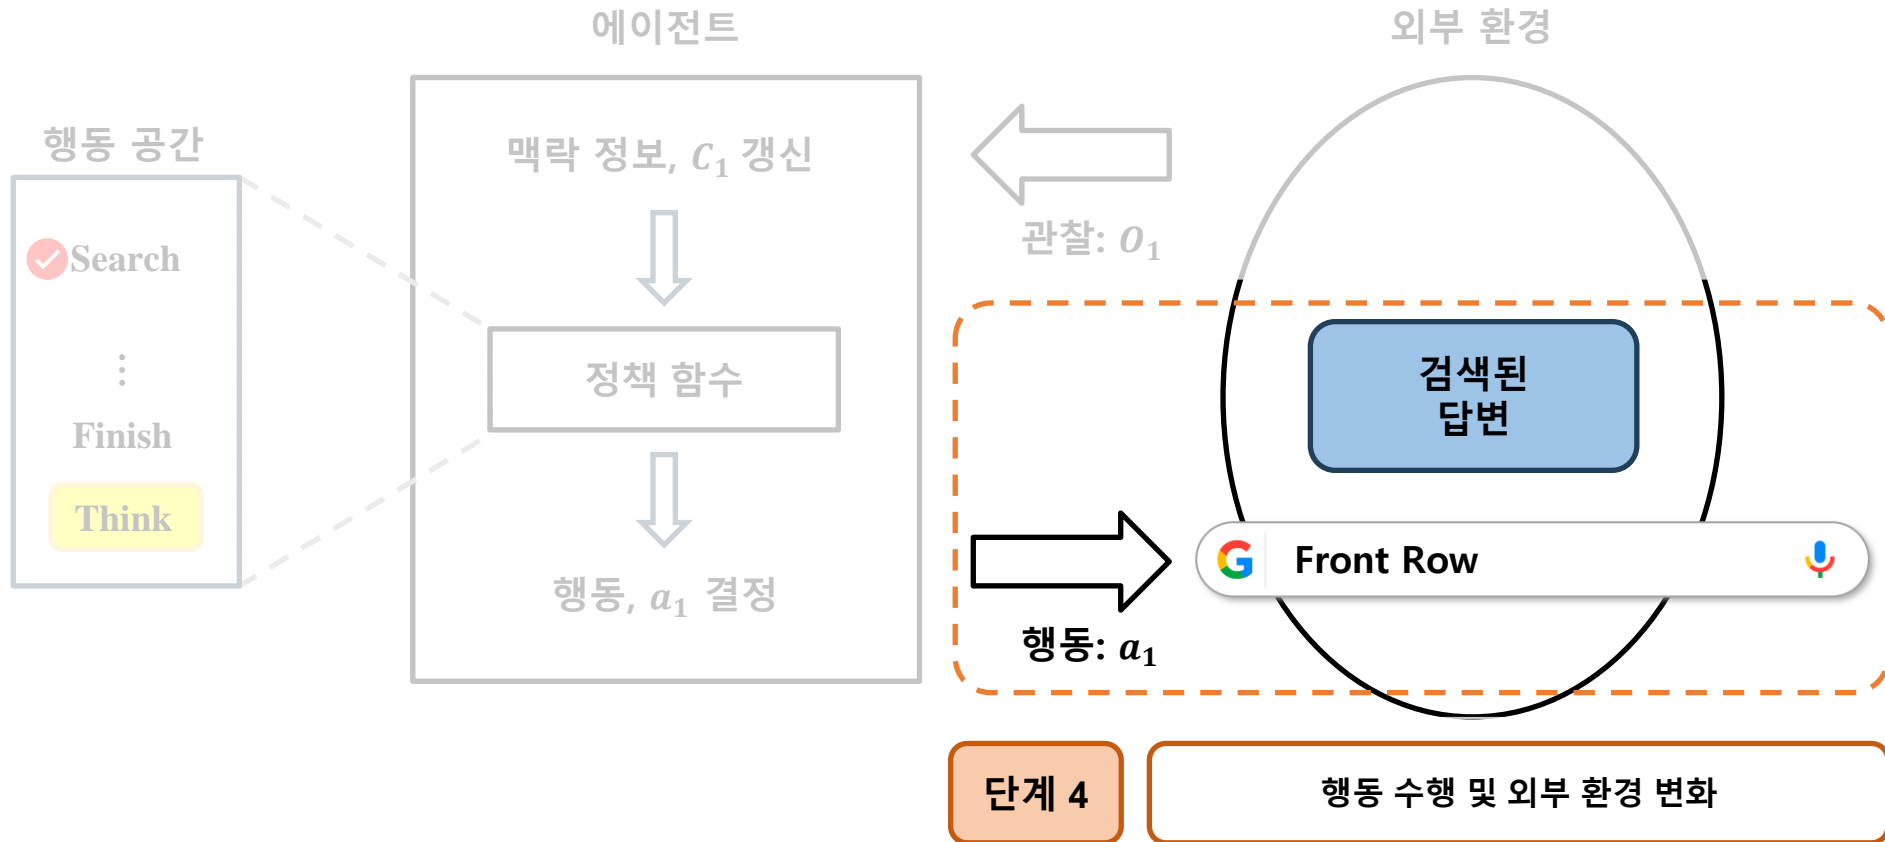 에이전트
외부 환경
행동 공간
Search
⋮
Finish
Think
맥락 정보, C₁ 갱신
정책 함수
행동, a₁ 결정
관찰: O₁
검색된
답변
G Front Row
행동: a₁
단계 4
행동 수행 및 외부 환경 변화